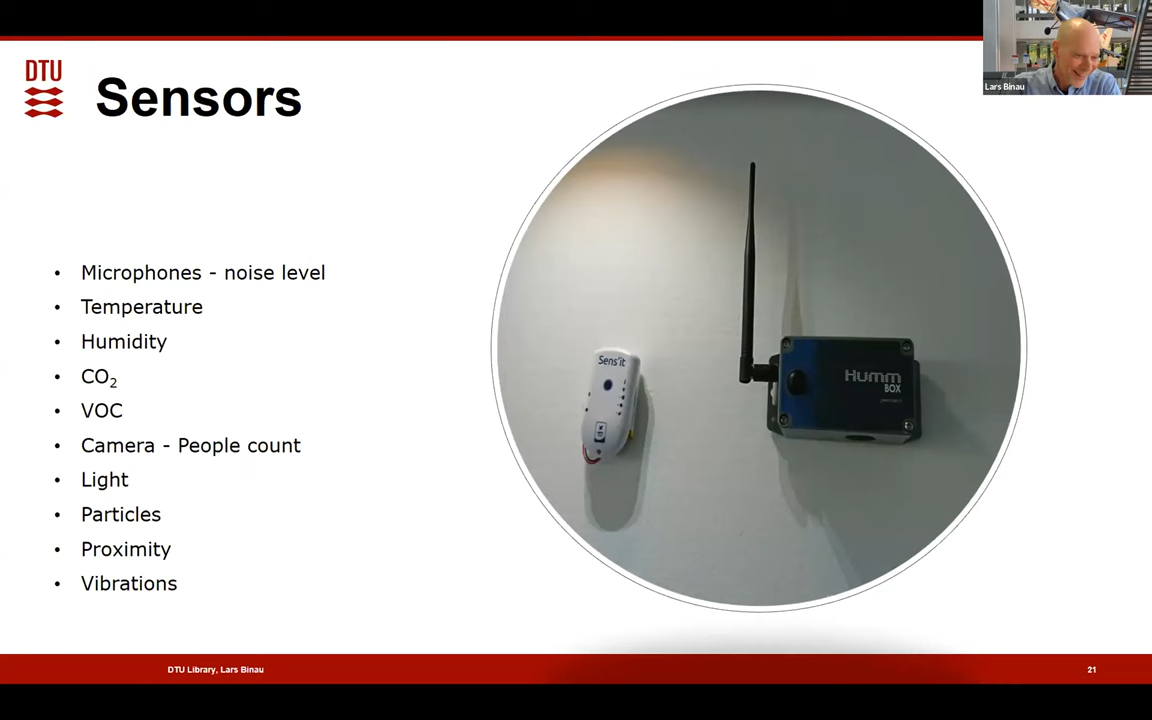 DTU
Sensors
Lars Binau
• Microphones - noise level
• Temperature
• Humidity
• CO₂
• VOC
• Camera - People count
• Light
• Particles
• Proximity
• Vibrations
Sens'it
Humm
BOX
DTU Library, Lars Binau
21